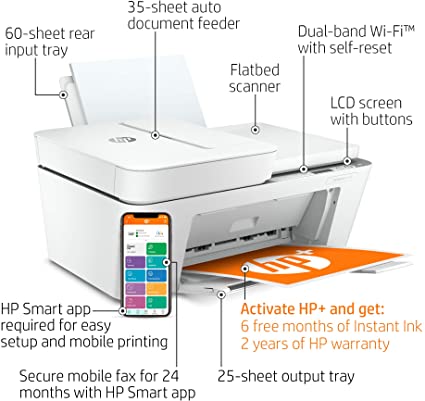 35-sheet auto
document feeder
60-sheet rear
input tray
Dual-band Wi-Fi™
with self-reset
Flatbed
scanner
LCD screen
with buttons
hp
hp+
HP Smart app
required for easy
setup and mobile printing
Activate HP+ and get:
6 free months of Instant Ink
2 years of HP warranty
Secure mobile fax for 24
months with HP Smart app
25-sheet output tray